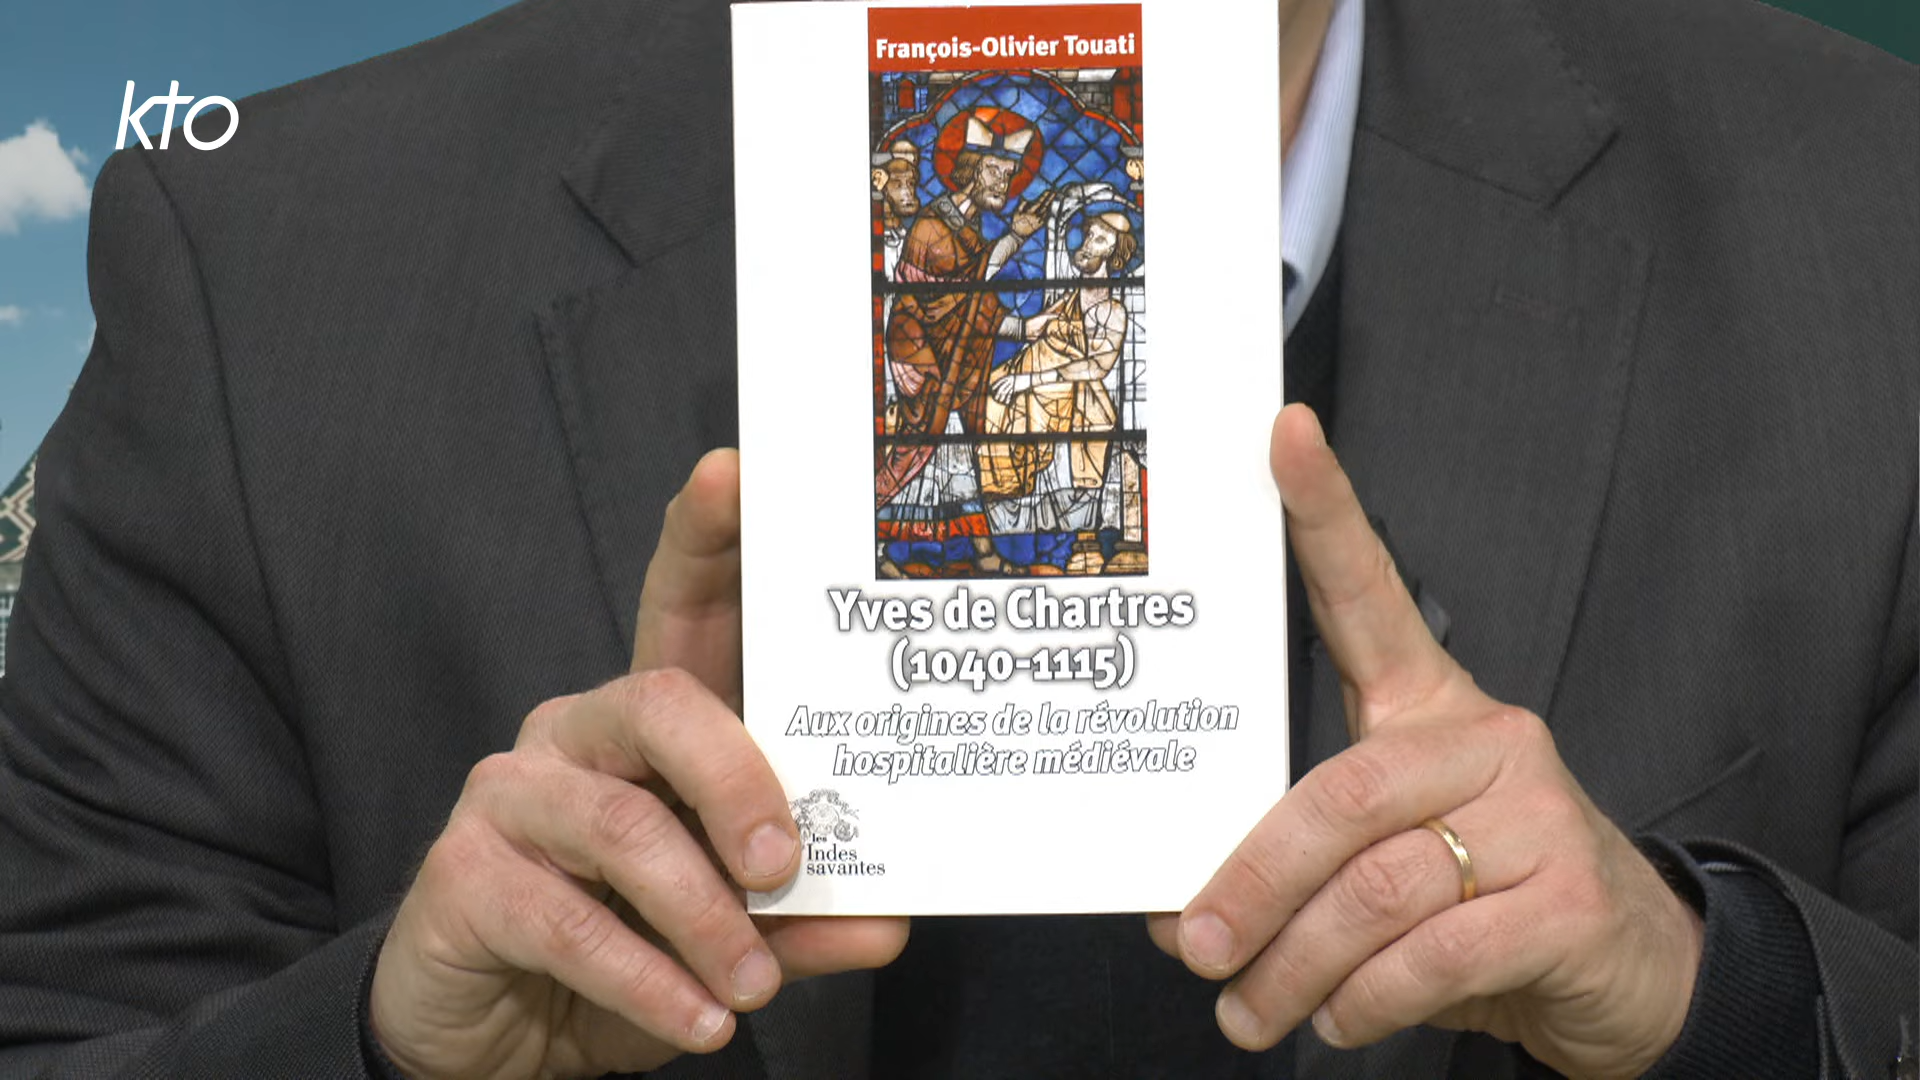 kto
François-Olivier Touati
Yves de Chartres
(1040-1115)
Aux origines de la révolution
hospitalière médiévale
les
Indes
savantes